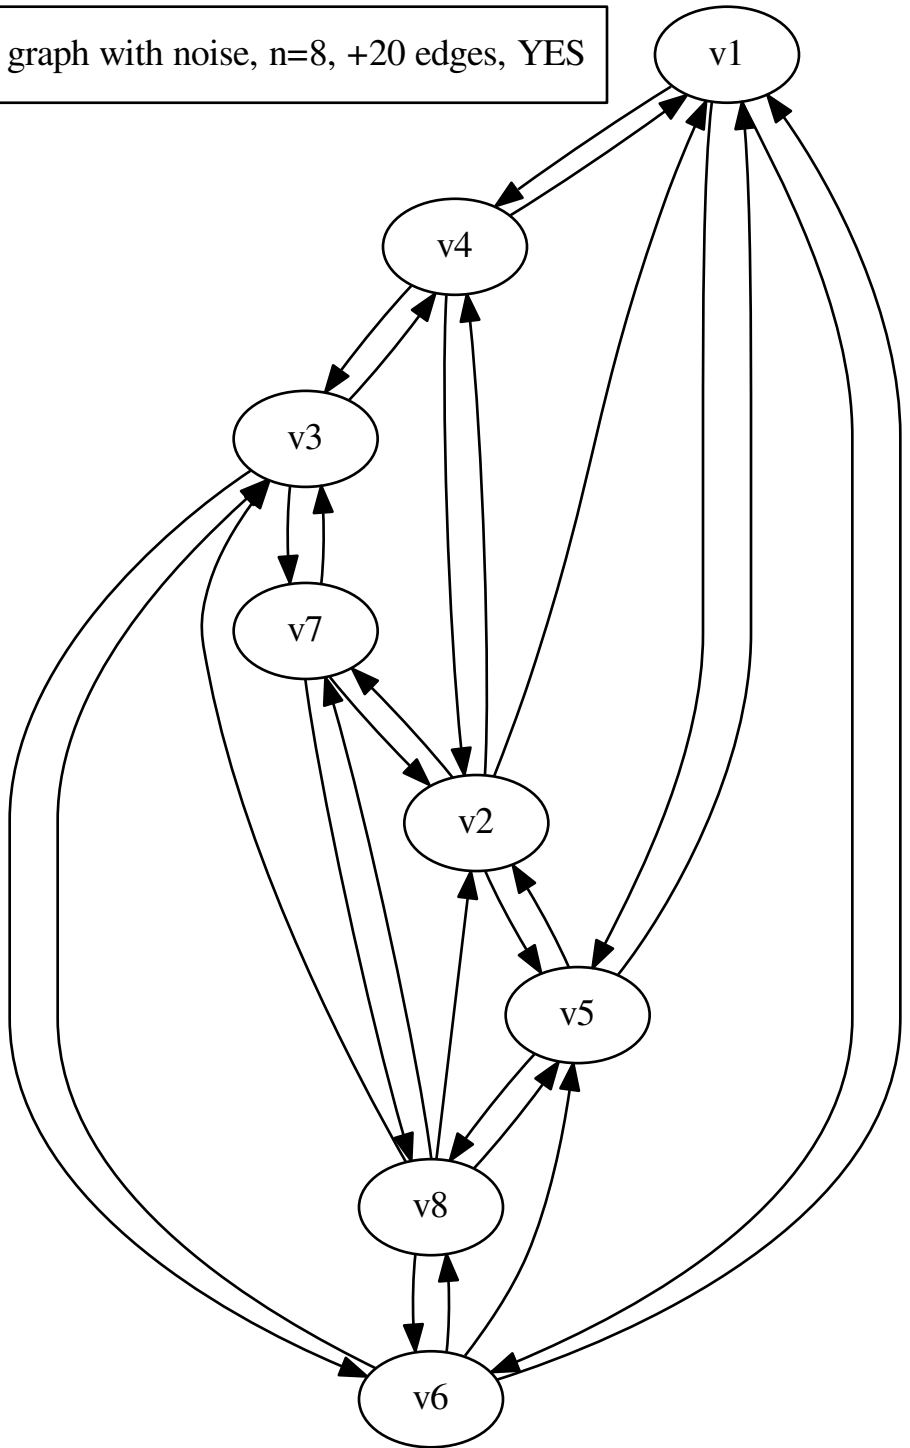 graph with noise, n=8, +20 edges, YES
v1
v4
v3
v7
v2
v5
v8
v6